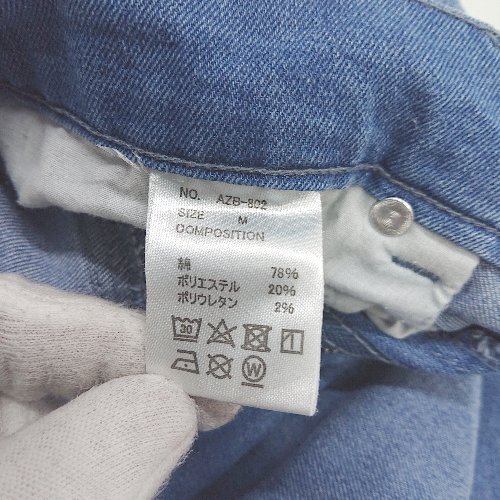 NO. AZB-802
SIZE M
COMPOSITION
綿 78%
ポリエステル 20%
ポリウレタン 2%
30
W